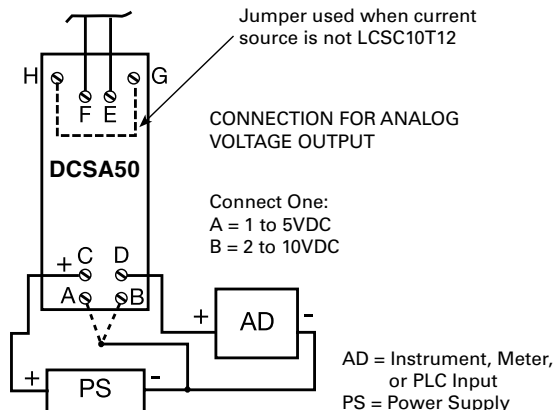 Jumper used when current
source is not LCSC10T12
H
G
F E
CONNECTION FOR ANALOG
VOLTAGE OUTPUT
DCSA50
Connect One:
A = 1 to 5VDC
B = 2 to 10VDC
+ C D
A B
+ AD -
+ PS -
AD = Instrument, Meter,
or PLC Input
PS = Power Supply